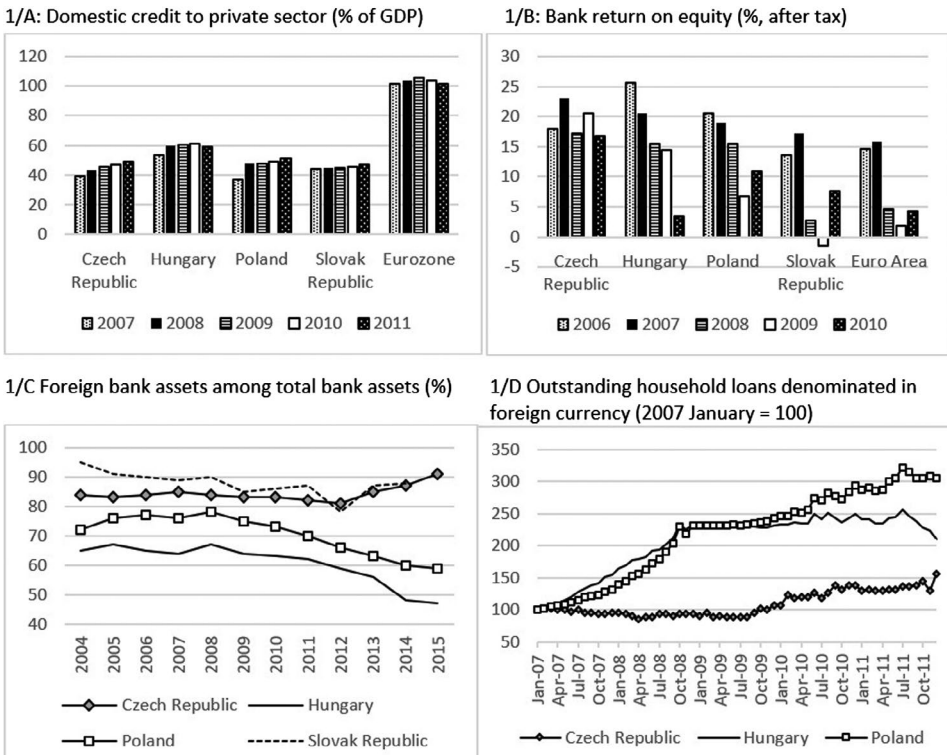 1/A: Domestic credit to private sector (% of GDP)
120
100
80
60
40
20
0
Czech Republic
Hungary
Poland
Slovak Republic
Eurozone
2007 2008 2009 2010 2011
1/B: Bank return on equity (%, after tax)
30
25
20
15
10
5
0
-5
Czech Republic
Hungary
Poland
Slovak Republic
Euro Area
2006 2007 2008 2009 2010
1/C Foreign bank assets among total bank assets (%)
100
90
80
70
60
50
40
2004
2005
2006
2007
2008
2009
2010
2011
2012
2013
2014
2015
Czech Republic Hungary
Poland Slovak Republic
1/D Outstanding household loans denominated in
foreign currency (2007 January = 100)
350
300
250
200
150
100
50
Jan-07
Apr-07
Jul-07
Oct-07
Jan-08
Apr-08
Jul-08
Oct-08
Jan-09
Apr-09
Jul-09
Oct-09
Jan-10
Apr-10
Jul-10
Oct-10
Jan-11
Apr-11
Jul-11
Oct-11
Czech Republic Hungary Poland